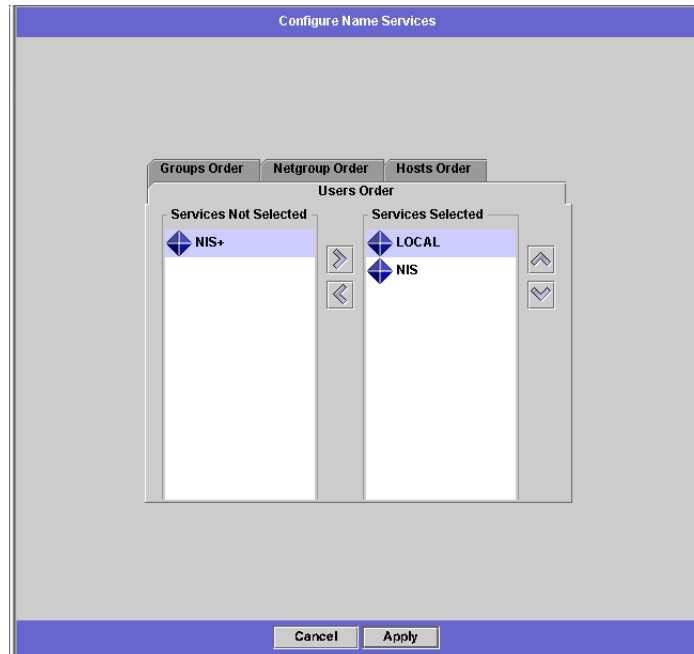 Configure Name Services
Groups Order Netgroup Order Hosts Order
Users Order
Services Not Selected Services Selected
NIS+ LOCAL
NIS
Cancel Apply